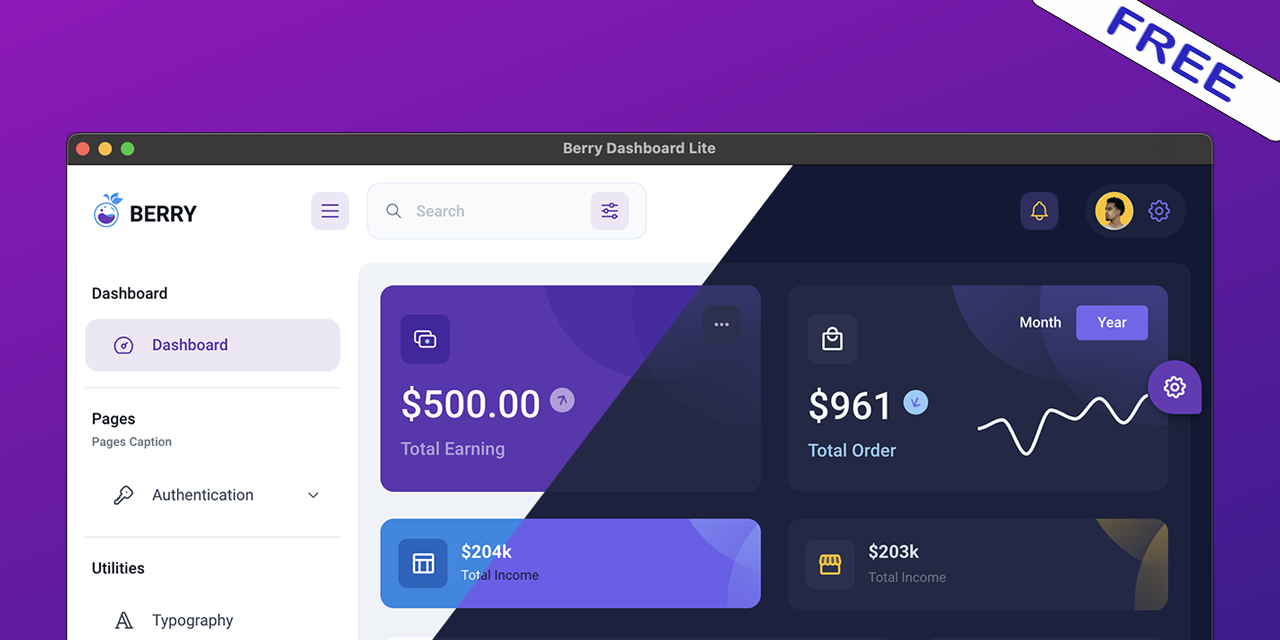 FREE
Berry Dashboard Lite
BERRY
Search
Dashboard
Dashboard
Pages
Pages Caption
Authentication
Utilities
Typography
$500.00
Total Earning
Month
Year
$961
Total Order
$204k
Total Income
$203k
Total Income